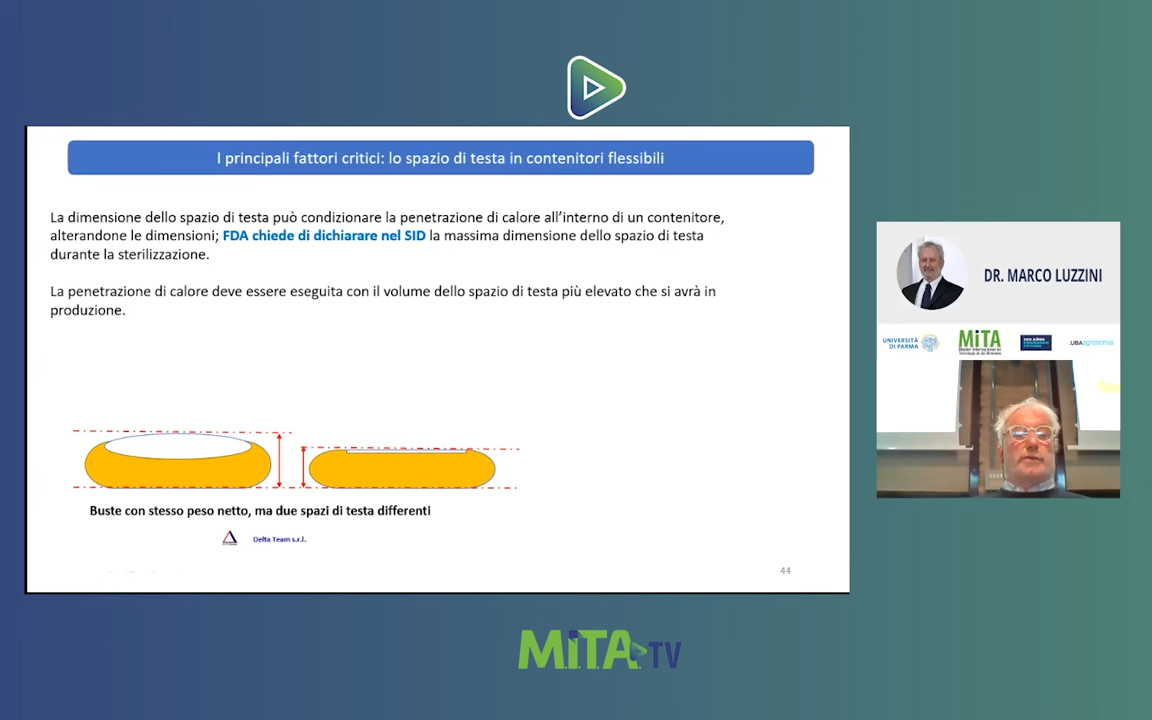 I principali fattori critici: lo spazio di testa in contenitori flessibili
La dimensione dello spazio di testa può condizionare la penetrazione di calore all’interno di un contenitore,
alterandone le dimensioni; FDA chiede di dichiarare nel SID la massima dimensione dello spazio di testa
durante la sterilizzazione.
La penetrazione di calore deve essere eseguita con il volume dello spazio di testa più elevato che si avrà in
produzione.
Buste con stesso peso netto, ma due spazi di testa differenti
Delta Team s.r.l.
44
DR. MARCO LUZZINI
UNIVERSITÀ
DI PARMA
MiTA
.UBAagronomia
MiTA TV